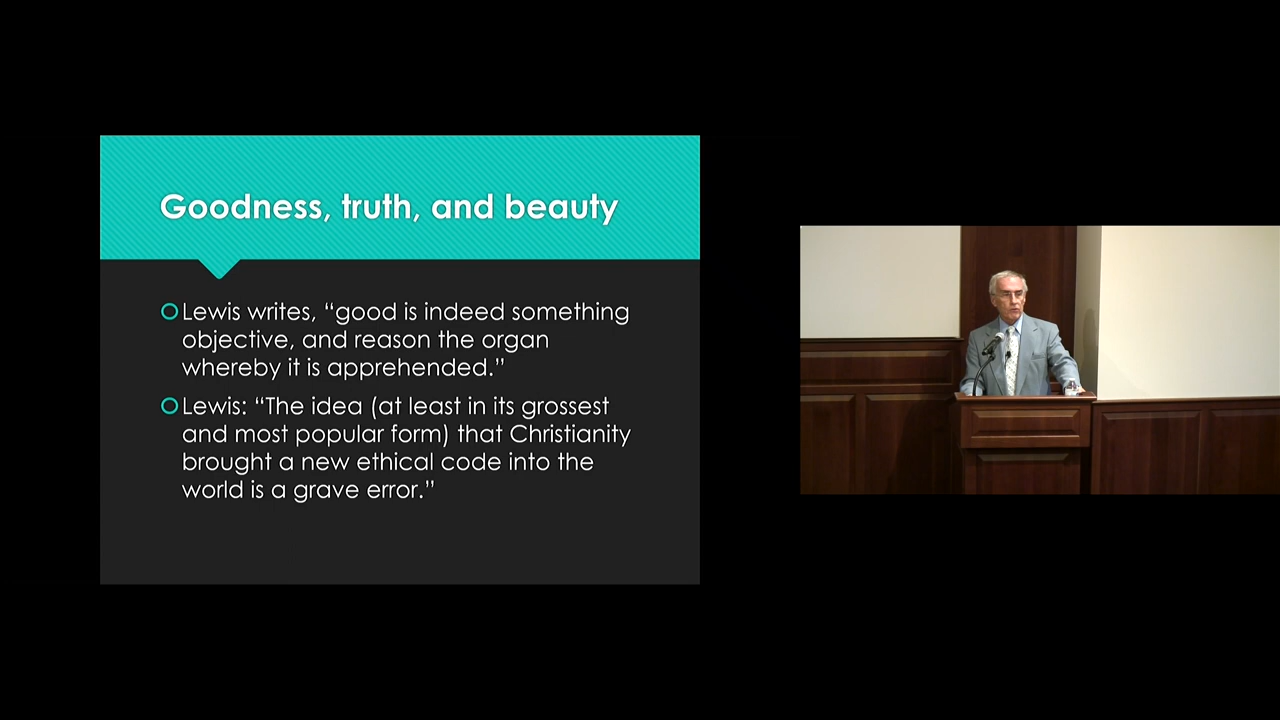 Goodness, truth, and beauty
Lewis writes, “good is indeed something
objective, and reason the organ
whereby it is apprehended.”
Lewis: “The idea (at least in its grossest
and most popular form) that Christianity
brought a new ethical code into the
world is a grave error.”